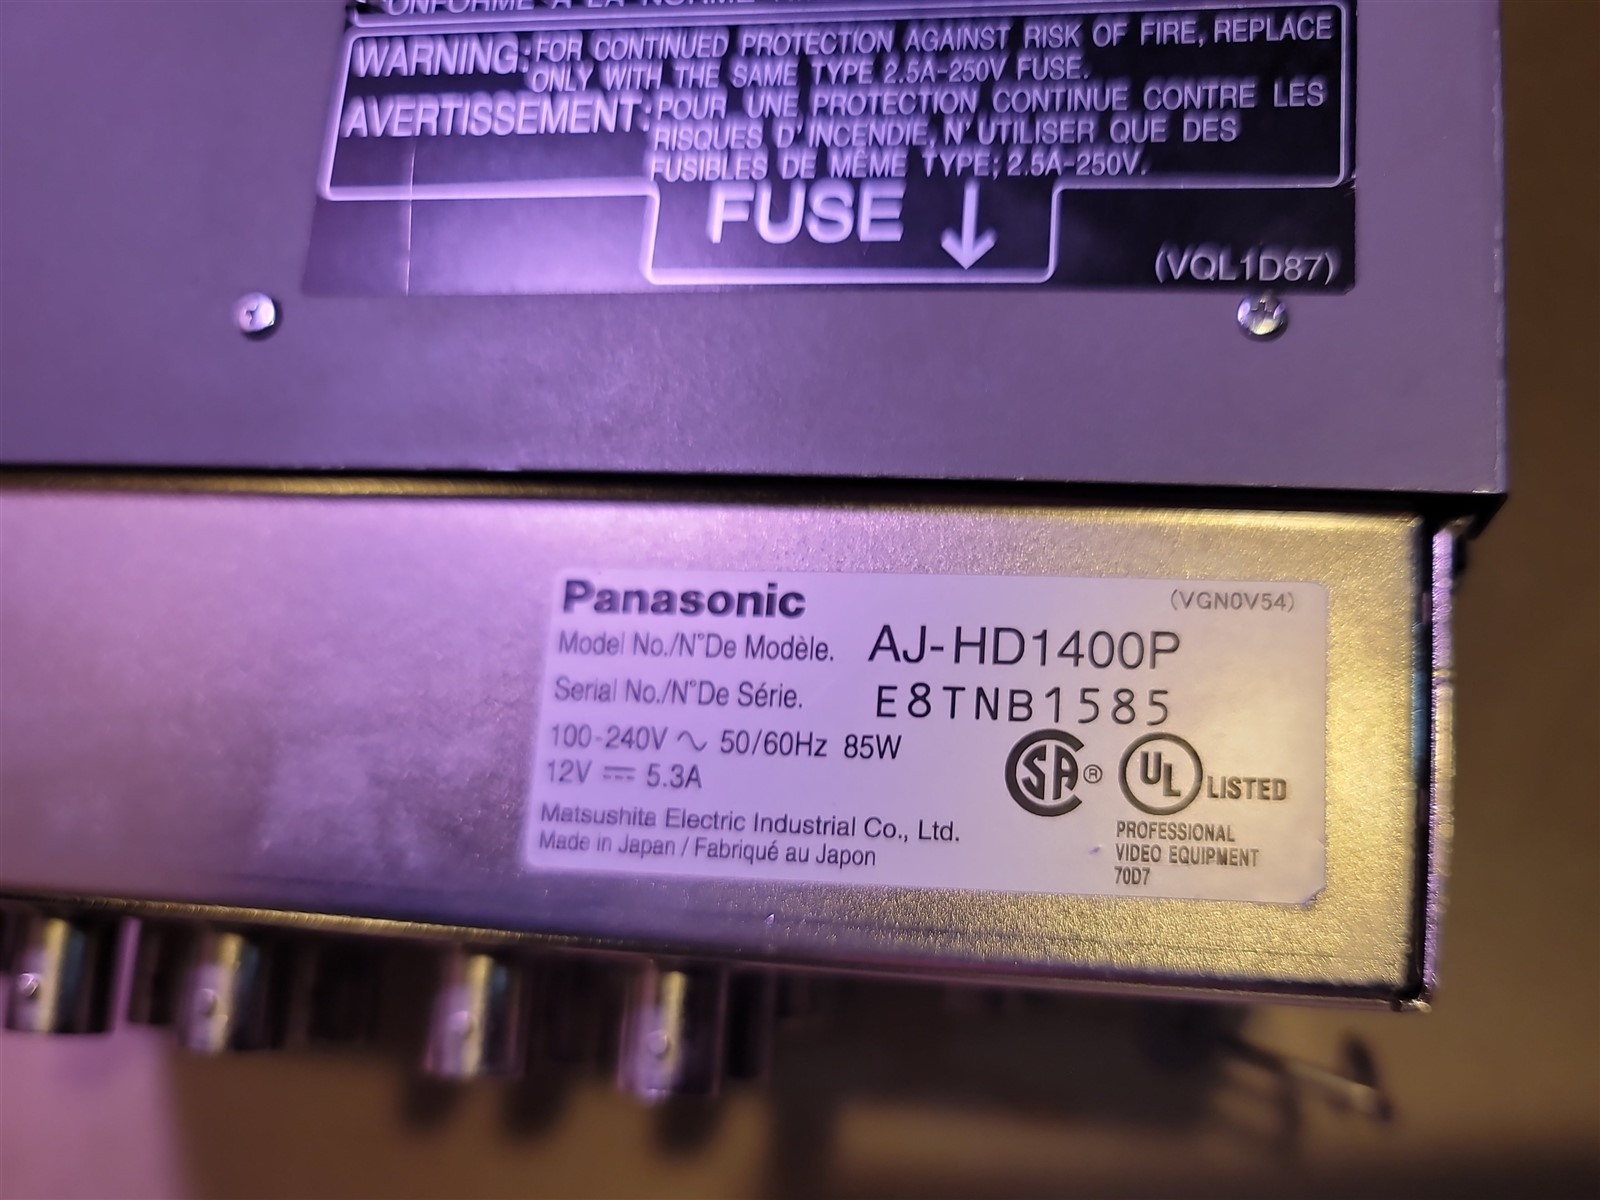 CONFORME À LA NORME
WARNING: FOR CONTINUED PROTECTION AGAINST RISK OF FIRE, REPLACE
ONLY WITH THE SAME TYPE 2.5A-250V FUSE.
AVERTISSEMENT: POUR UNE PROTECTION CONTINUE CONTRE LES
RISQUES D'INCENDIE, N'UTILISER QUE DES
FUSIBLES DE MÊME TYPE; 2.5A-250V.
FUSE ↓
(VQL1D87)
Panasonic
(VGN0V54)
Model No./N°De Modèle. AJ-HD1400P
Serial No./N°De Série. E8TNB1585
100-240V ∿ 50/60Hz 85W
12V ⎓ 5.3A
SA ® UL LISTED
Matsushita Electric Industrial Co., Ltd.
Made in Japan / Fabriqué au Japon
PROFESSIONAL
VIDEO EQUIPMENT
70D7